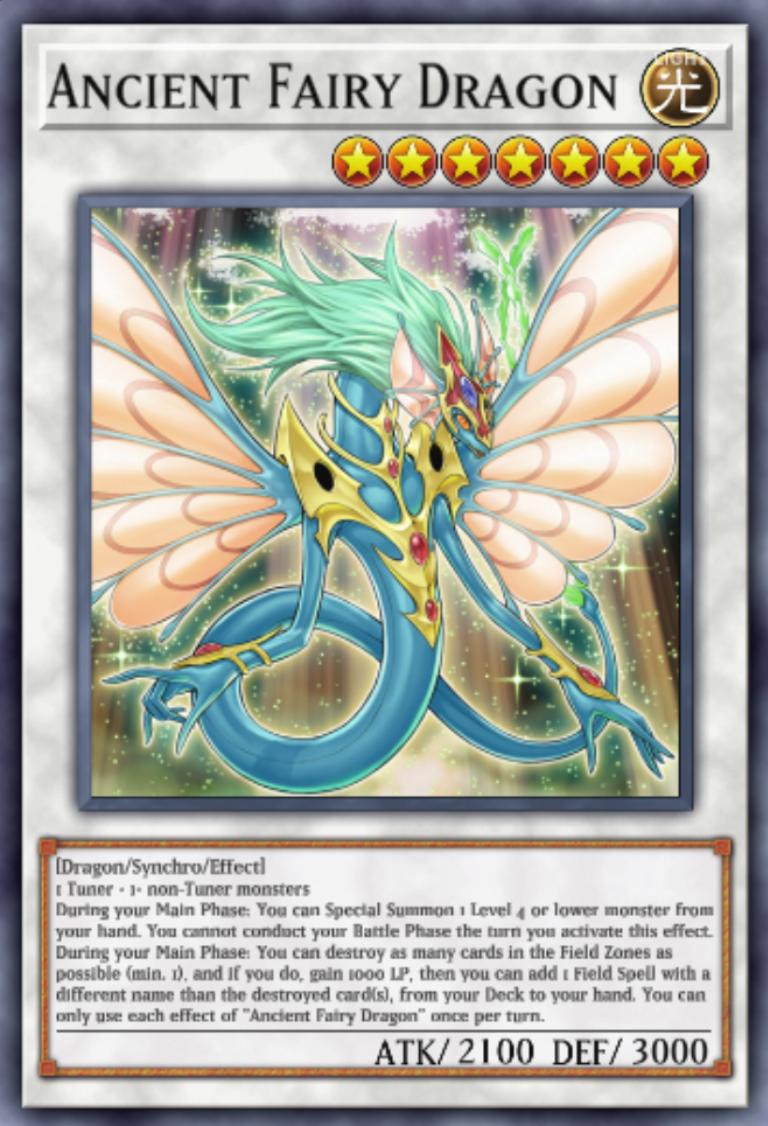 ANCIENT FAIRY DRAGON
LIGHT
光
[Dragon/Synchro/Effect]
1 Tuner + 1+ non-Tuner monsters
During your Main Phase: You can Special Summon 1 Level 4 or lower monster from
your hand. You cannot conduct your Battle Phase the turn you activate this effect.
During your Main Phase: You can destroy as many cards in the Field Zones as
possible (min. 1), and if you do, gain 1000 LP, then you can add 1 Field Spell with a
different name than the destroyed card(s), from your Deck to your hand. You can
only use each effect of "Ancient Fairy Dragon" once per turn.
ATK/ 2100 DEF/ 3000